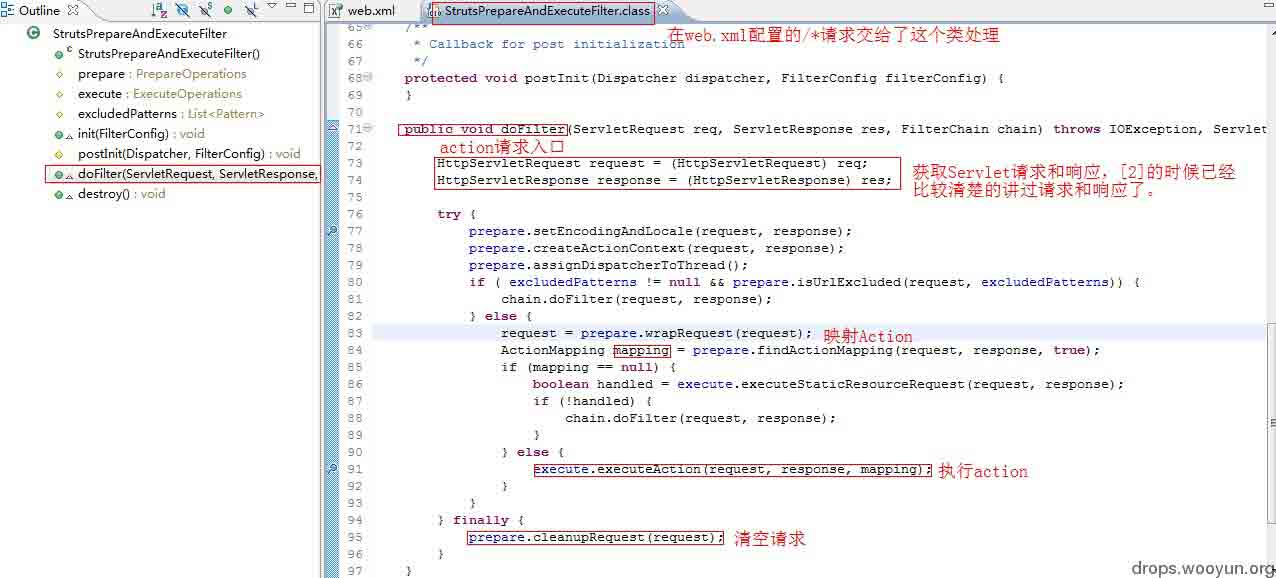 Outline
StrutsPrepareAndExecuteFilter
StrutsPrepareAndExecuteFilter()
prepare : PrepareOperations
execute : ExecuteOperations
excludedPatterns : List<Pattern>
init(FilterConfig) : void
postInit(Dispatcher, FilterConfig) : void
doFilter(ServletRequest, ServletResponse,
destroy() : void
web.xml
StrutsPrepareAndExecuteFilter.class
65 /**
在web.xml配置的/*请求交给了这个类处理
66 * Callback for post initialization
67 */
68 protected void postInit(Dispatcher dispatcher, FilterConfig filterConfig) {
69 }
70
71 public void doFilter(ServletRequest req, ServletResponse res, FilterChain chain) throws IOException, Servlet
72 action请求入口
73 HttpServletRequest request = (HttpServletRequest) req;
74 HttpServletResponse response = (HttpServletResponse) res;
获取Servlet请求和响应，[2]的时候已经
比较清楚的讲过请求和响应了。
75
76 try {
77 prepare.setEncodingAndLocale(request, response);
78 prepare.createActionContext(request, response);
79 prepare.assignDispatcherToThread();
80 if ( excludedPatterns != null && prepare.isUrlExcluded(request, excludedPatterns)) {
81 chain.doFilter(request, response);
82 } else {
83 request = prepare.wrapRequest(request); 映射Action
84 ActionMapping mapping = prepare.findActionMapping(request, response, true);
85 if (mapping == null) {
86 boolean handled = execute.executeStaticResourceRequest(request, response);
87 if (!handled) {
88 chain.doFilter(request, response);
89 }
90 } else {
91 execute.executeAction(request, response, mapping); 执行action
92 }
93 }
94 } finally {
95 prepare.cleanupRequest(request); 清空请求
96 }
97 }
drops.wooyun.org